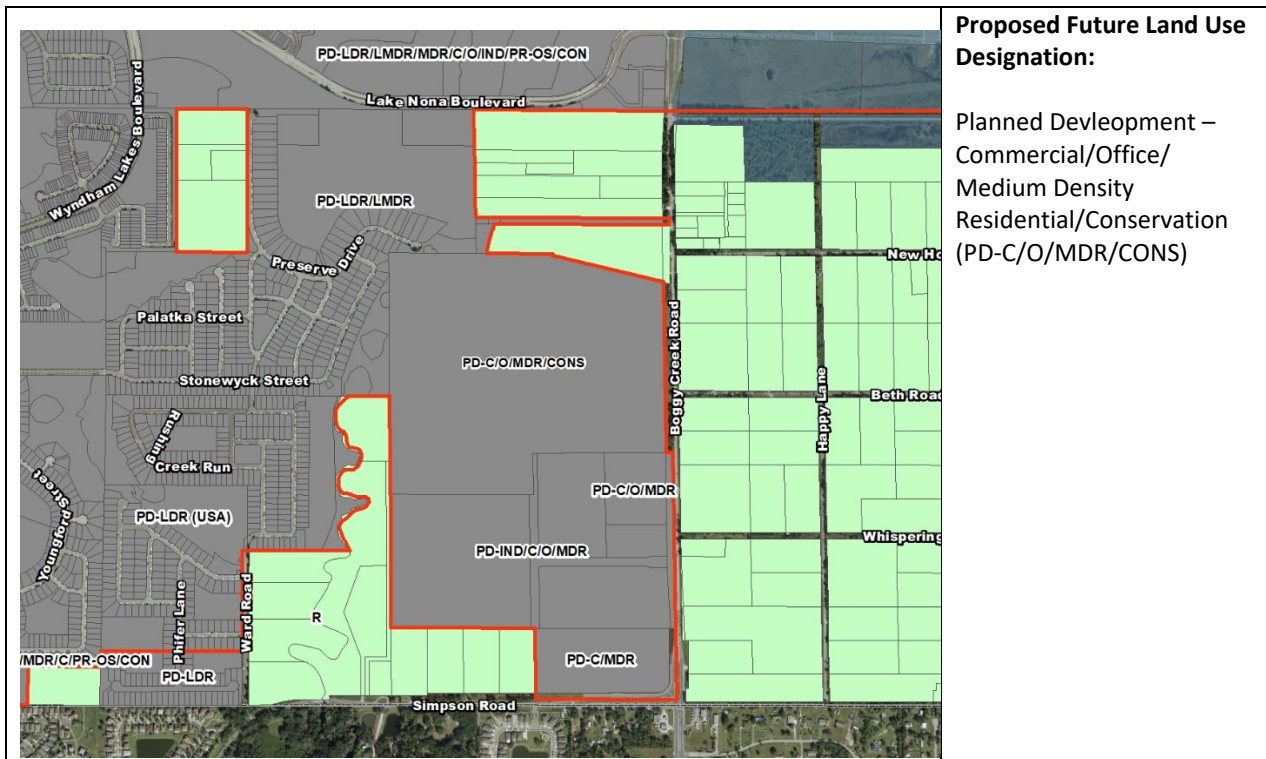 PD-LDR/LMDR/MDR/C/O/IND/PR-OS/CON
Lake Nona Boulevard
Wyndham Lakes Boulevard
PD-LDR/LMDR
Preserve Drive
New Ho
Palatka Street
Boggy Creek Road
PD-C/O/MDR/CONS
Stonewyck Street
Happy Lane
Beth Road
Rushing
Creek Run
PD-C/O/MDR
Youngford Street
PD-LDR (USA)
Whispering
PD-IND/C/O/MDR
Phifer Lane
Ward Road
R
/MDR/C/PR-OS/CON
PD-LDR
PD-C/MDR
Simpson Road
Proposed Future Land Use
Designation:
Planned Devleopment –
Commercial/Office/
Medium Density
Residential/Conservation
(PD-C/O/MDR/CONS)